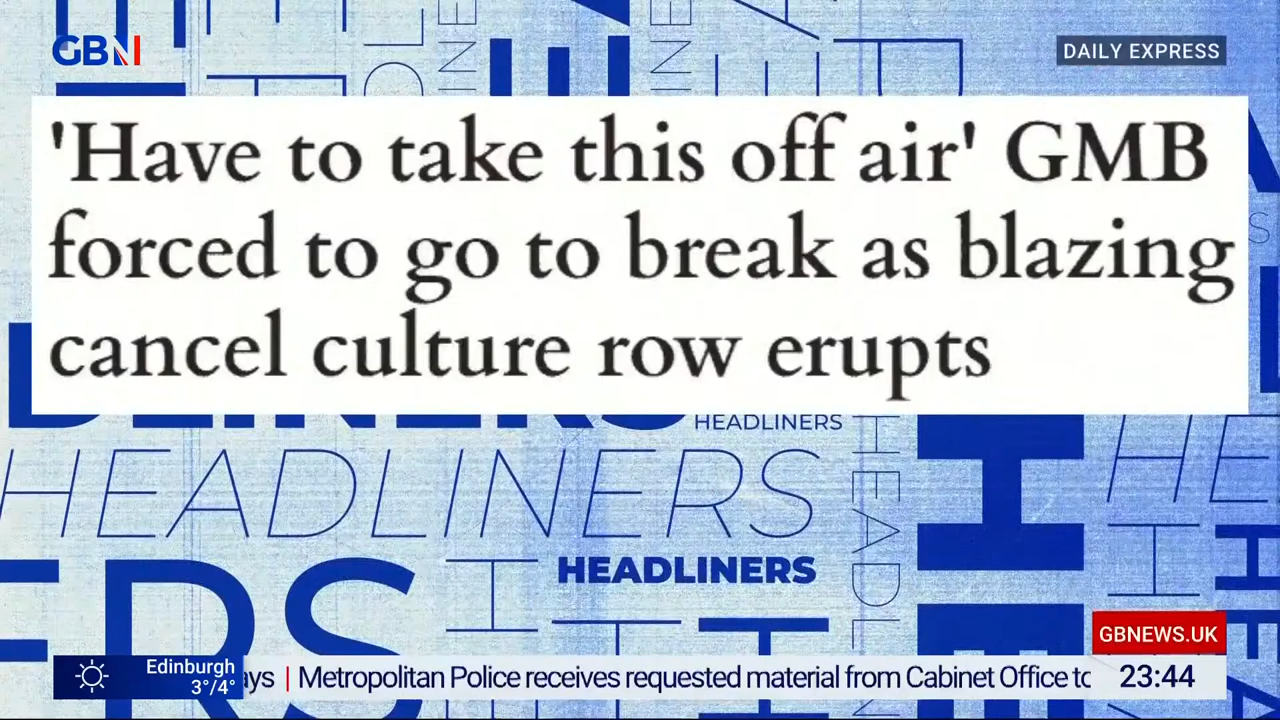 GBN
DAILY EXPRESS
'Have to take this off air' GMB
forced to go to break as blazing
cancel culture row erupts
HEADLINERS
HEADLINERS
HEADLINERS
GBNEWS.UK
Edinburgh
3°/4°
ays | Metropolitan Police receives requested material from Cabinet Office to
23:44